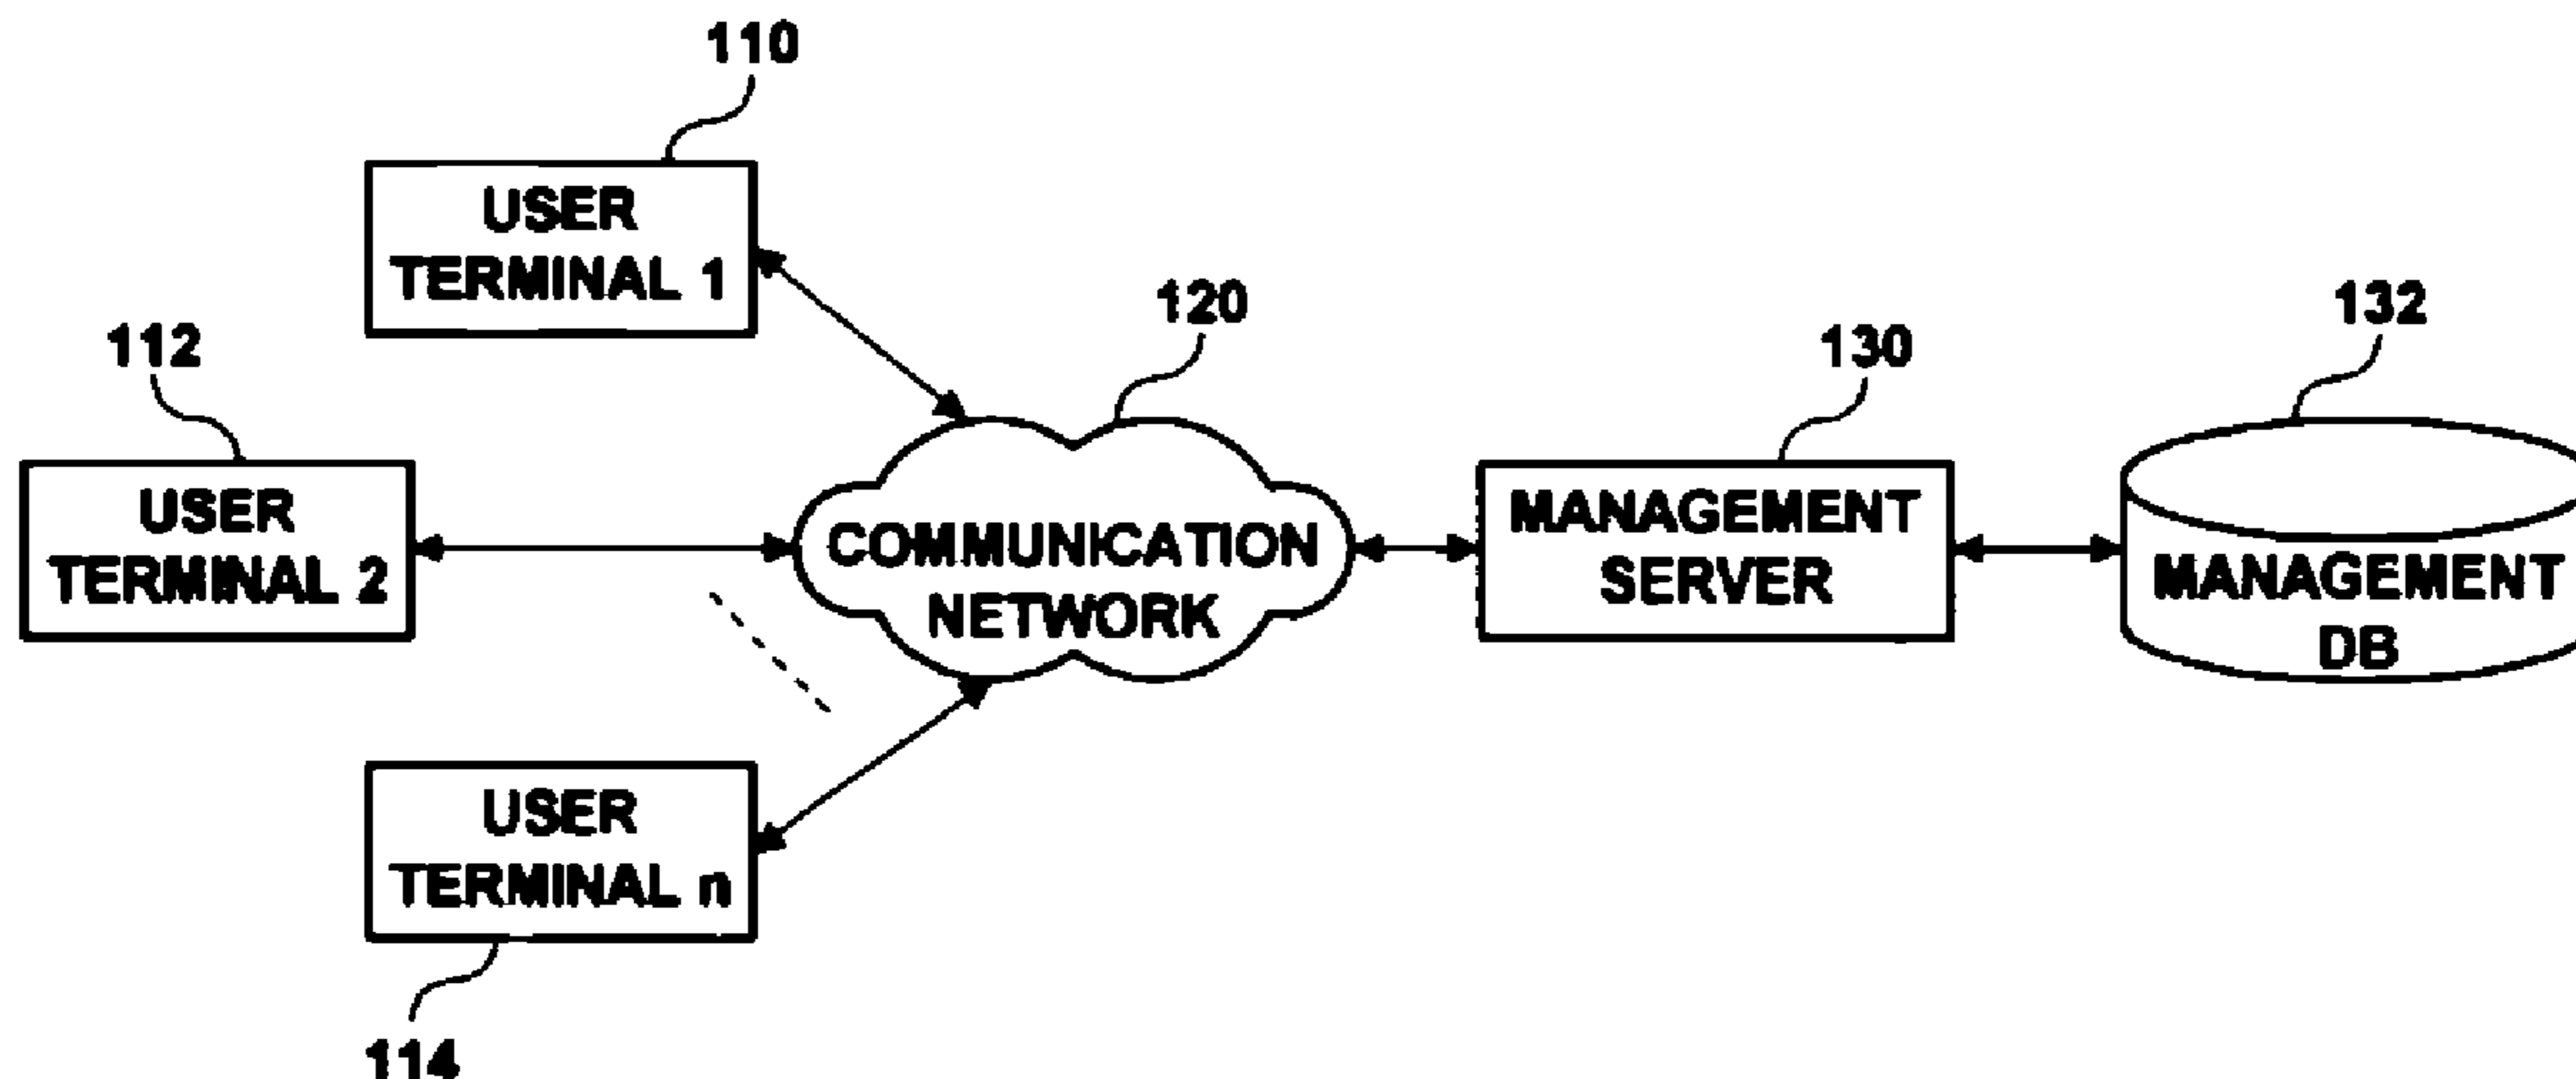 110
USER
TERMINAL 1
120
132
112
130
USER
TERMINAL 2
COMMUNICATION
NETWORK
MANAGEMENT
SERVER
MANAGEMENT
DB
USER
TERMINAL n
114